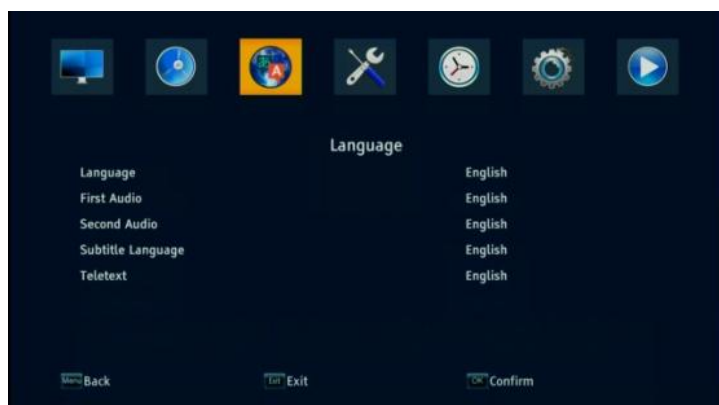 Language
Language English
First Audio English
Second Audio English
Subtitle Language English
Teletext English
Menu Back Exit Exit OK Confirm